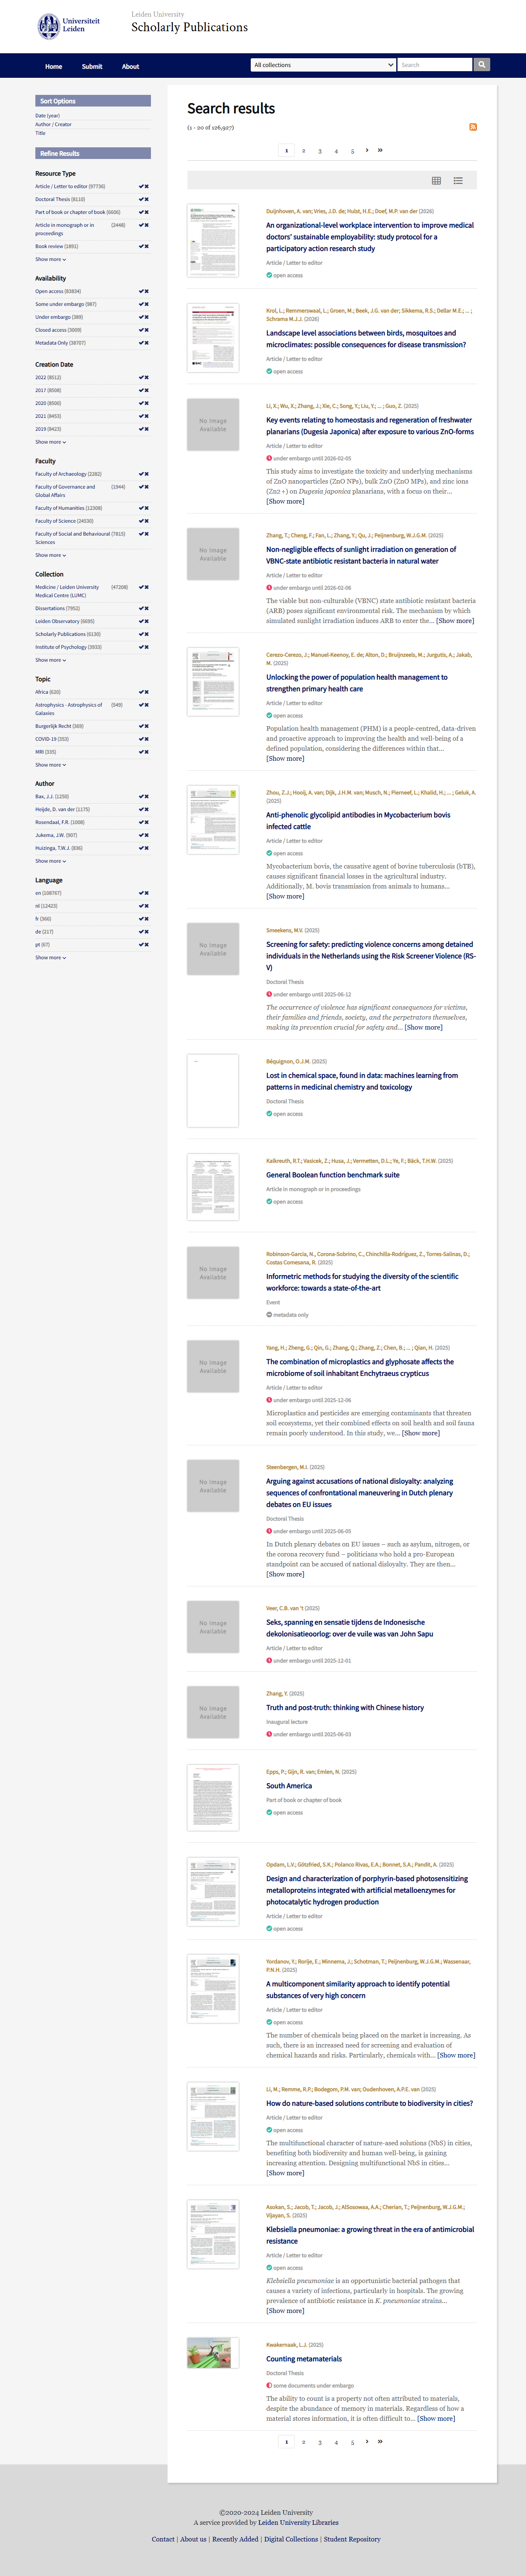 Universiteit
Leiden
Leiden University
Scholarly Publications
Home
Submit
About
All collections
Search
Sort Options
Date (year)
Author / Creator
Title
Refine Results
Resource Type
Article / Letter to editor (97736)
Doctoral Thesis (8110)
Part of book or chapter of book (6606)
Article in monograph or in proceedings (2448)
Book review (1891)
Show more
Availability
Open access (83834)
Some under embargo (987)
Under embargo (389)
Closed access (3009)
Metadata Only (38707)
Creation Date
2022 (8512)
2017 (8508)
2020 (8500)
2021 (8453)
2019 (8423)
Show more
Faculty
Faculty of Archaeology (2282)
Faculty of Governance and Global Affairs (1944)
Faculty of Humanities (12308)
Faculty of Science (24530)
Faculty of Social and Behavioural Sciences (7813)
Show more
Collection
Medicine / Leiden University Medical Centre (LUMC) (47208)
Dissertations (7952)
Leiden Observatory (6695)
Scholarly Publications (6130)
Institute of Psychology (3933)
Show more
Topic
Africa (620)
Astrophysics - Astrophysics of Galaxies (549)
Burgerlijk Recht (369)
COVID-19 (353)
MRI (335)
Show more
Author
Bax, J.J. (1250)
Heijde, D. van der (1175)
Rosendaal, F.R. (1008)
Jukema, J.W. (997)
Huizinga, T.W.J. (836)
Show more
Language
en (108767)
nl (12423)
fr (306)
de (217)
pt (67)
Show more
Search results
(1 - 20 of 126,927)
1 2 3 4 5 › »
Duijnhoven, A. van; Vries, J.D. de; Hulst, H.E.; Doef, M.P. van der (2026)
An organizational-level workplace intervention to improve medical
doctors' sustainable employability: study protocol for a
participatory action research study
Article / Letter to editor
open access
Krol, L.; Remmerswaal, L.; Groen, M.; Beek, J.G. van der; Sikkema, R.S.; Dellar M.E.; ... ;
Schrama M.J.J. (2026)
Landscape level associations between birds, mosquitoes and
microclimates: possible consequences for disease transmission?
Article / Letter to editor
open access
No Image
Available
Li, X.; Wu, X.; Zhang, J.; Xie, C.; Song, Y.; Liu, Y.; ... ; Guo, Z. (2025)
Key events relating to homeostasis and regeneration of freshwater
planarians (Dugesia Japonica) after exposure to various ZnO-forms
Article / Letter to editor
under embargo until 2026-02-05
This study aims to investigate the toxicity and underlying mechanisms
of ZnO nanoparticles (ZnO NPs), bulk ZnO (ZnO MPs), and zinc ions
(Zn2 +) on Dugesia japonica planarians, with a focus on their...
[Show more]
No Image
Available
Zhang, T.; Cheng, F.; Fan, L.; Zhang, Y.; Qu, J.; Peijnenburg, W.J.G.M. (2025)
Non-negligible effects of sunlight irradiation on generation of
VBNC-state antibiotic resistant bacteria in natural water
Article / Letter to editor
under embargo until 2026-02-06
The viable but non-culturable (VBNC) state antibiotic resistant bacteria
(ARB) poses significant environmental risk. The mechanism by which
simulated sunlight irradiation induces ARB to enter the... [Show more]
Cerezo-Cerezo, J.; Manuel-Keenoy, E. de; Alton, D.; Bruijnzeels, M.; Jurgutis, A.; Jakab,
M. (2025)
Unlocking the power of population health management to
strengthen primary health care
Article / Letter to editor
open access
Population health management (PHM) is a people-centred, data-driven
and proactive approach to improving the health and well-being of a
defined population, considering the differences within that...
[Show more]
Zhou, Z.J.; Hooij, A. van; Dijk, J.H.M. van; Musch, N.; Pierneef, L.; Khalid, H.; ... ; Geluk, A.
(2025)
Anti-phenolic glycolipid antibodies in Mycobacterium bovis
infected cattle
Article / Letter to editor
open access
Mycobacterium bovis, the causative agent of bovine tuberculosis (bTB),
causes significant financial losses in the agricultural industry.
Additionally, M. bovis transmission from animals to humans...
[Show more]
No Image
Available
Smeekens, M.V. (2025)
Screening for safety: predicting violence concerns among detained
individuals in the Netherlands using the Risk Screener Violence (RS-
V)
Doctoral Thesis
under embargo until 2025-06-12
The occurrence of violence has significant consequences for victims,
their families and friends, society, and the perpetrators themselves,
making its prevention crucial for safety and... [Show more]
Béquignon, O.J.M. (2025)
Lost in chemical space, found in data: machines learning from
patterns in medicinal chemistry and toxicology
Doctoral Thesis
open access
Kalkreuth, R.T.; Vasicek, Z.; Husa, J.; Vermetten, D.L.; Ye, F.; Bäck, T.H.W. (2025)
General Boolean function benchmark suite
Article in monograph or in proceedings
open access
No Image
Available
Robinson-Garcia, N., Corona-Sobrino, C., Chinchilla-Rodríguez, Z., Torres-Salinas, D.;
Costas Comesana, R. (2025)
Informetric methods for studying the diversity of the scientific
workforce: towards a state-of-the-art
Event
metadata only
No Image
Available
Yang, H.; Zheng, G.; Qin, G.; Zhang, Q.; Zhang, Z.; Chen, B.; ... ; Qian, H. (2025)
The combination of microplastics and glyphosate affects the
microbiome of soil inhabitant Enchytraeus crypticus
Article / Letter to editor
under embargo until 2025-12-06
Microplastics and pesticides are emerging contaminants that threaten
soil ecosystems, yet their combined effects on soil health and soil fauna
remain poorly understood. In this study, we... [Show more]
No Image
Available
Steenbergen, M.I. (2025)
Arguing against accusations of national disloyalty: analyzing
sequences of confrontational maneuvering in Dutch plenary
debates on EU issues
Doctoral Thesis
under embargo until 2025-06-05
In Dutch plenary debates on EU issues – such as asylum, nitrogen, or
the corona recovery fund – politicians who hold a pro-European
standpoint can be accused of national disloyalty. They are then...
[Show more]
No Image
Available
Veer, C.B. van 't (2025)
Seks, spanning en sensatie tijdens de Indonesische
dekolonisatieoorlog: over de vuile was van John Sapu
Article / Letter to editor
under embargo until 2025-12-01
No Image
Available
Zhang, Y. (2025)
Truth and post-truth: thinking with Chinese history
Inaugural lecture
under embargo until 2025-06-03
Epps, P.; Gijn, R. van; Emlen, N. (2025)
South America
Part of book or chapter of book
open access
Opdam, L.V.; Götzfried, S.K.; Polanco Rivas, E.A.; Bonnet, S.A.; Pandit, A. (2025)
Design and characterization of porphyrin-based photosensitizing
metalloproteins integrated with artificial metalloenzymes for
photocatalytic hydrogen production
Article / Letter to editor
open access
Yordanov, Y.; Rorije, E.; Minnema, J.; Schotman, T.; Peijnenburg, W.J.G.M.; Wassenaar,
P.N.H. (2025)
A multicomponent similarity approach to identify potential
substances of very high concern
Article / Letter to editor
open access
The number of chemicals being placed on the market is increasing. As
such, there is an increased need for screening and evaluation of
chemical hazards and risks. Particularly, chemicals with... [Show more]
Li, M.; Remme, R.P.; Bodegom, P.M. van; Oudenhoven, A.P.E. van (2025)
How do nature-based solutions contribute to biodiversity in cities?
Article / Letter to editor
open access
The multifunctional character of nature-ased solutions (NbS) in cities,
benefiting both biodiversity and human well-being, is gaining
increasing attention. Designing multifunctional NbS in cities...
[Show more]
Asokan, S.; Jacob, T.; Jacob, J.; AlSosowaa, A.A.; Cherian, T.; Peijnenburg, W.J.G.M.;
Vijayan, S. (2025)
Klebsiella pneumoniae: a growing threat in the era of antimicrobial
resistance
Article / Letter to editor
open access
Klebsiella pneumoniae is an opportunistic bacterial pathogen that
causes a variety of infections, particularly in hospitals. The growing
prevalence of antibiotic resistance in K. pneumoniae strains...
[Show more]
Kwakernaak, L.J. (2025)
Counting metamaterials
Doctoral Thesis
some documents under embargo
The ability to count is a property not often attributed to materials,
despite the abundance of memory in materials. Regardless of how a
material stores information, it is often difficult to... [Show more]
1 2 3 4 5 › »
©2020-2024 Leiden University
A service provided by Leiden University Libraries
Contact | About us | Recently Added | Digital Collections | Student Repository